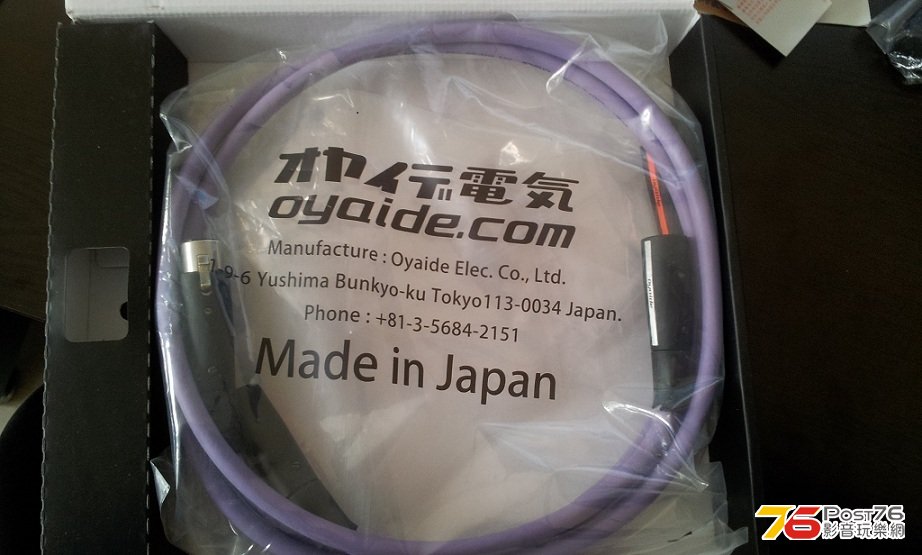 オヤイデ電気
oyaide.com
Manufacture : Oyaide Elec. Co., Ltd.
-9-6 Yushima Bunkyo-ku Tokyo113-0034 Japan.
Phone : +81-3-5684-2151
Made in Japan
oyaide
76 Post76
影音玩樂網